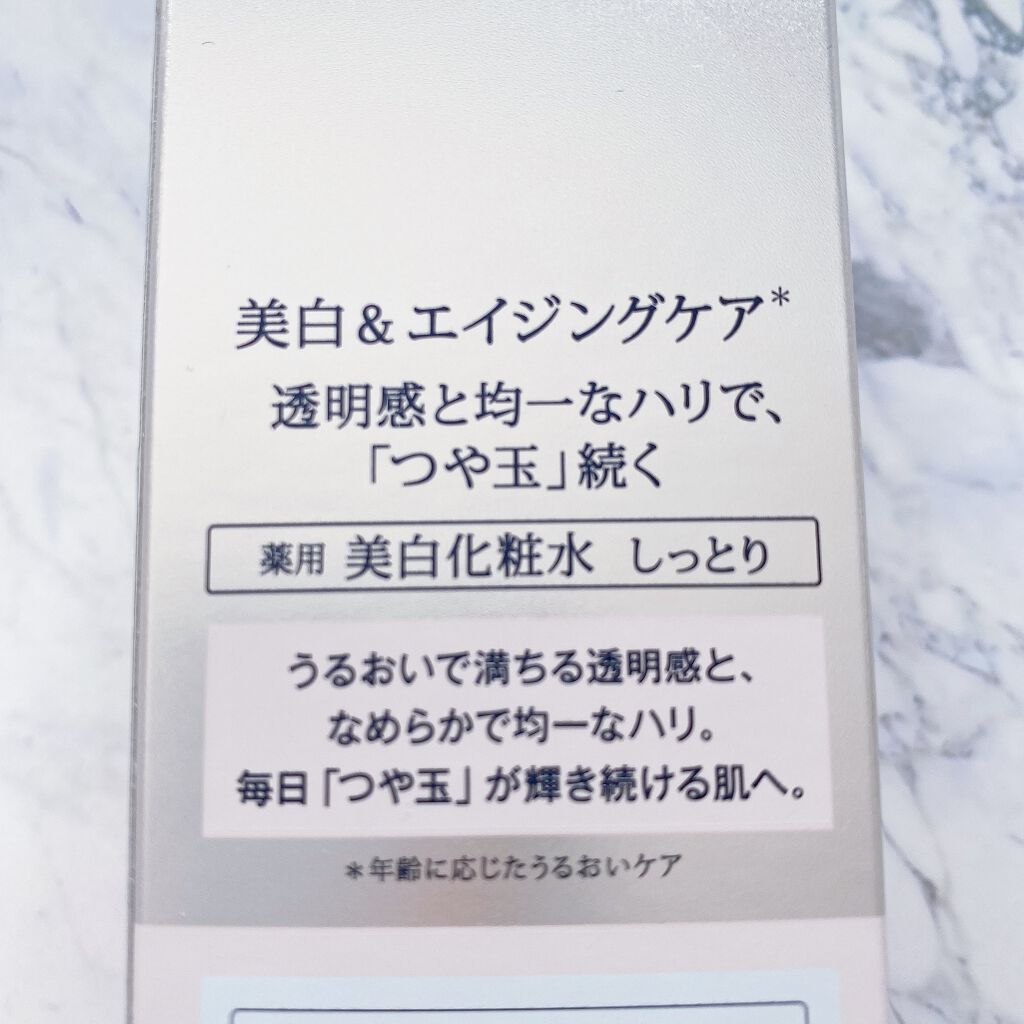 美白&エイジングケア*
透明感と均一なハリで、
「つや玉」続く
薬用 美白化粧水 しっとり
うるおいで満ちる透明感と、
なめらかで均一なハリ。
毎日「つや玉」が輝き続ける肌へ。
*年齢に応じたうるおいケア